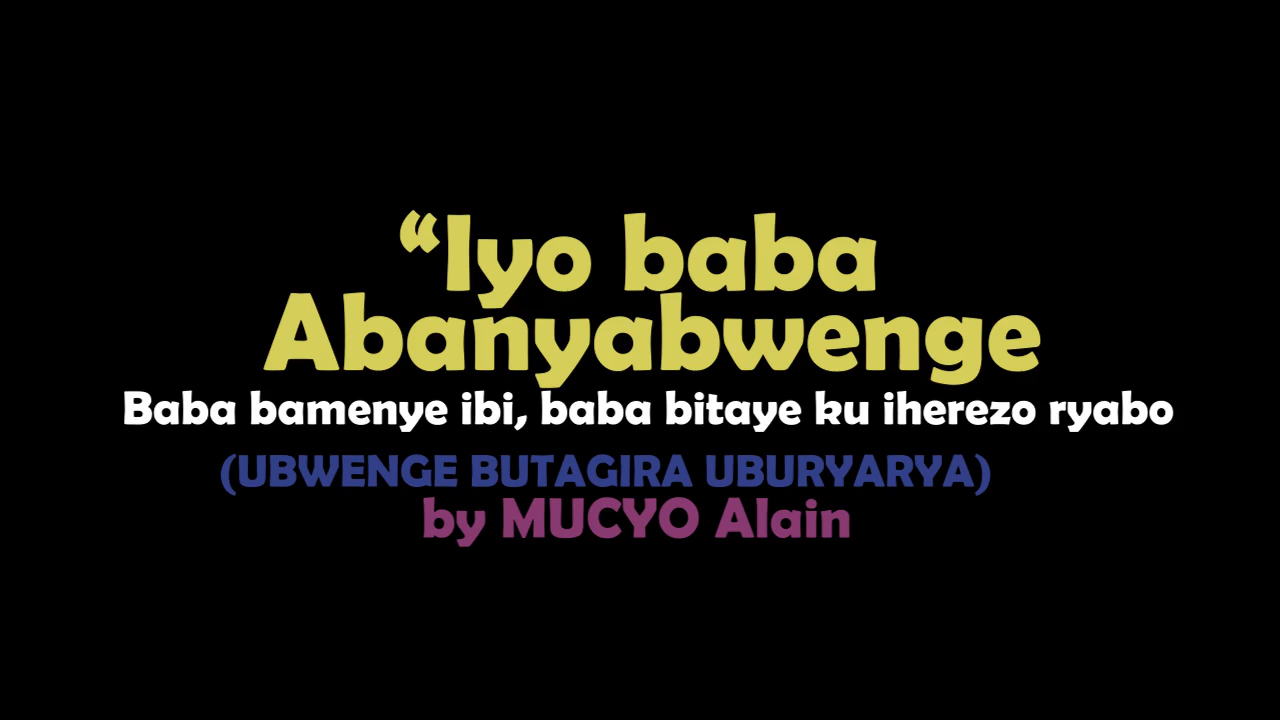 “Iyo baba
Abanyabwenge
Baba bamenye ibi, baba bitaye ku iherezo ryabo
(UBWENGE BUTAGIRA UBURYARYA)
by MUCYO Alain